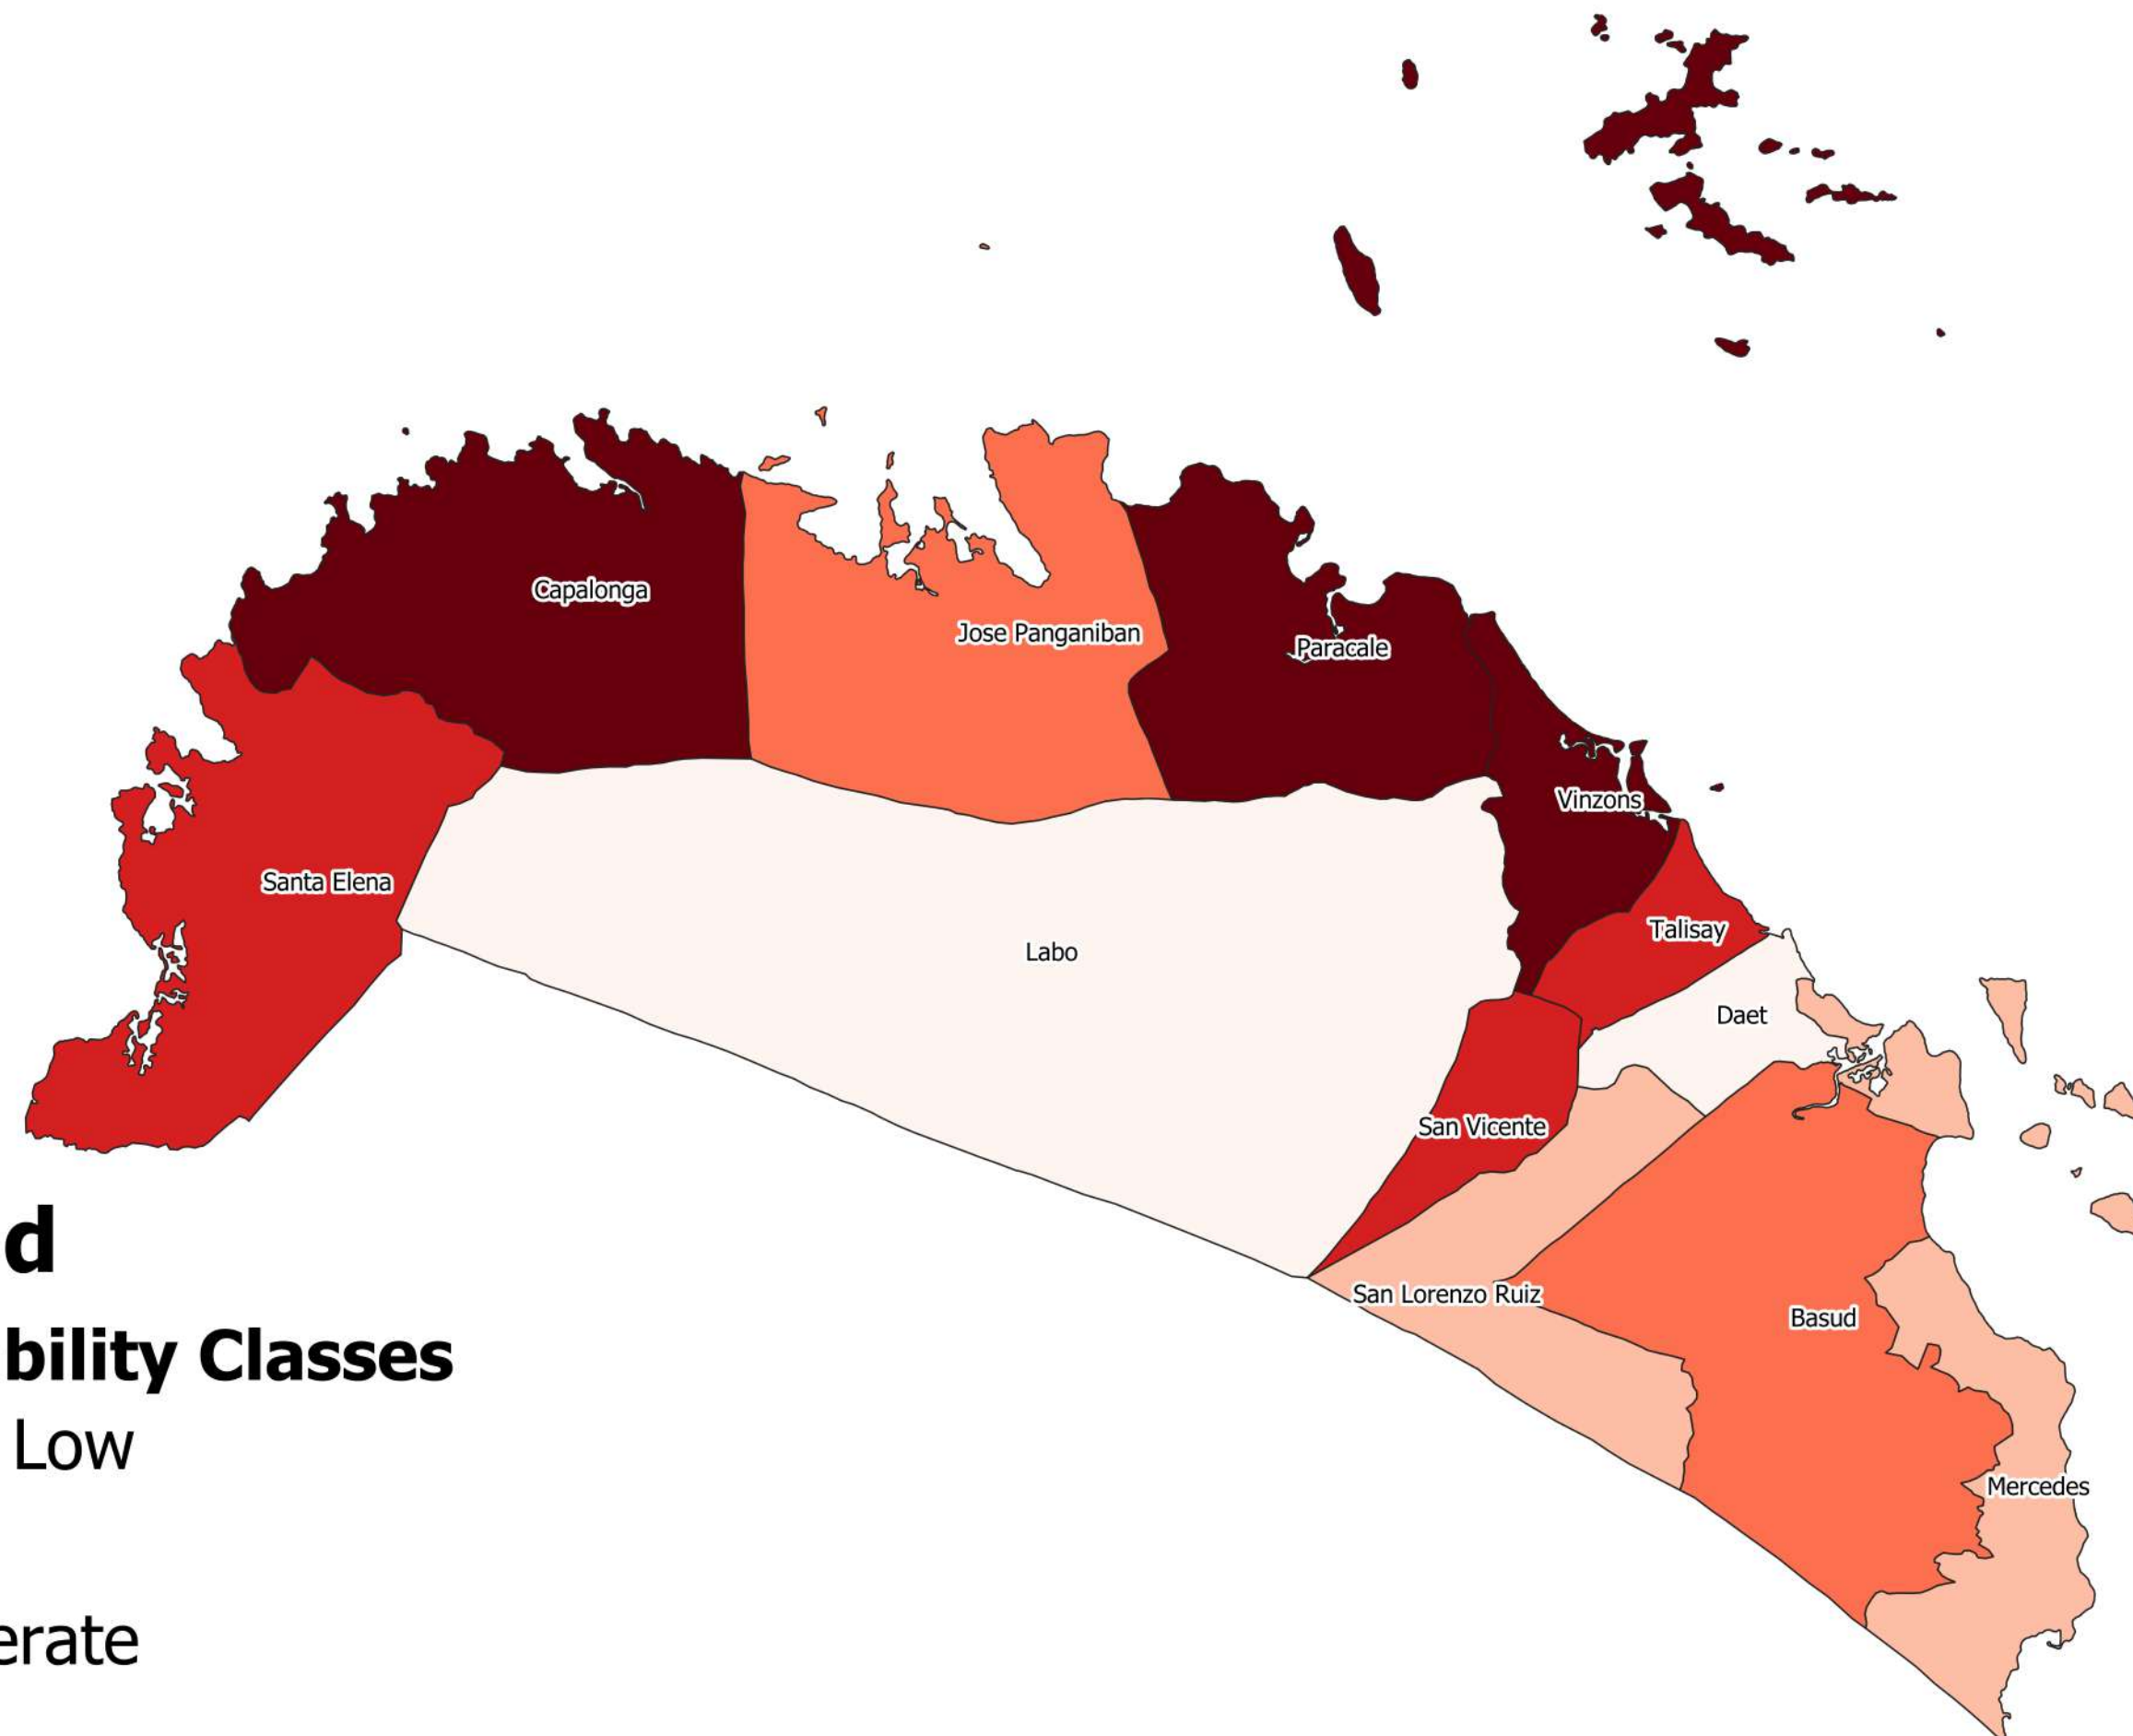 Capalonga
Jose Panganiban
Paracale
Vinzons
Santa Elena
Talisay
Labo
Daet
San Vicente
San Lorenzo Ruiz
Basud
Mercedes
d
bility Classes
Low
erate